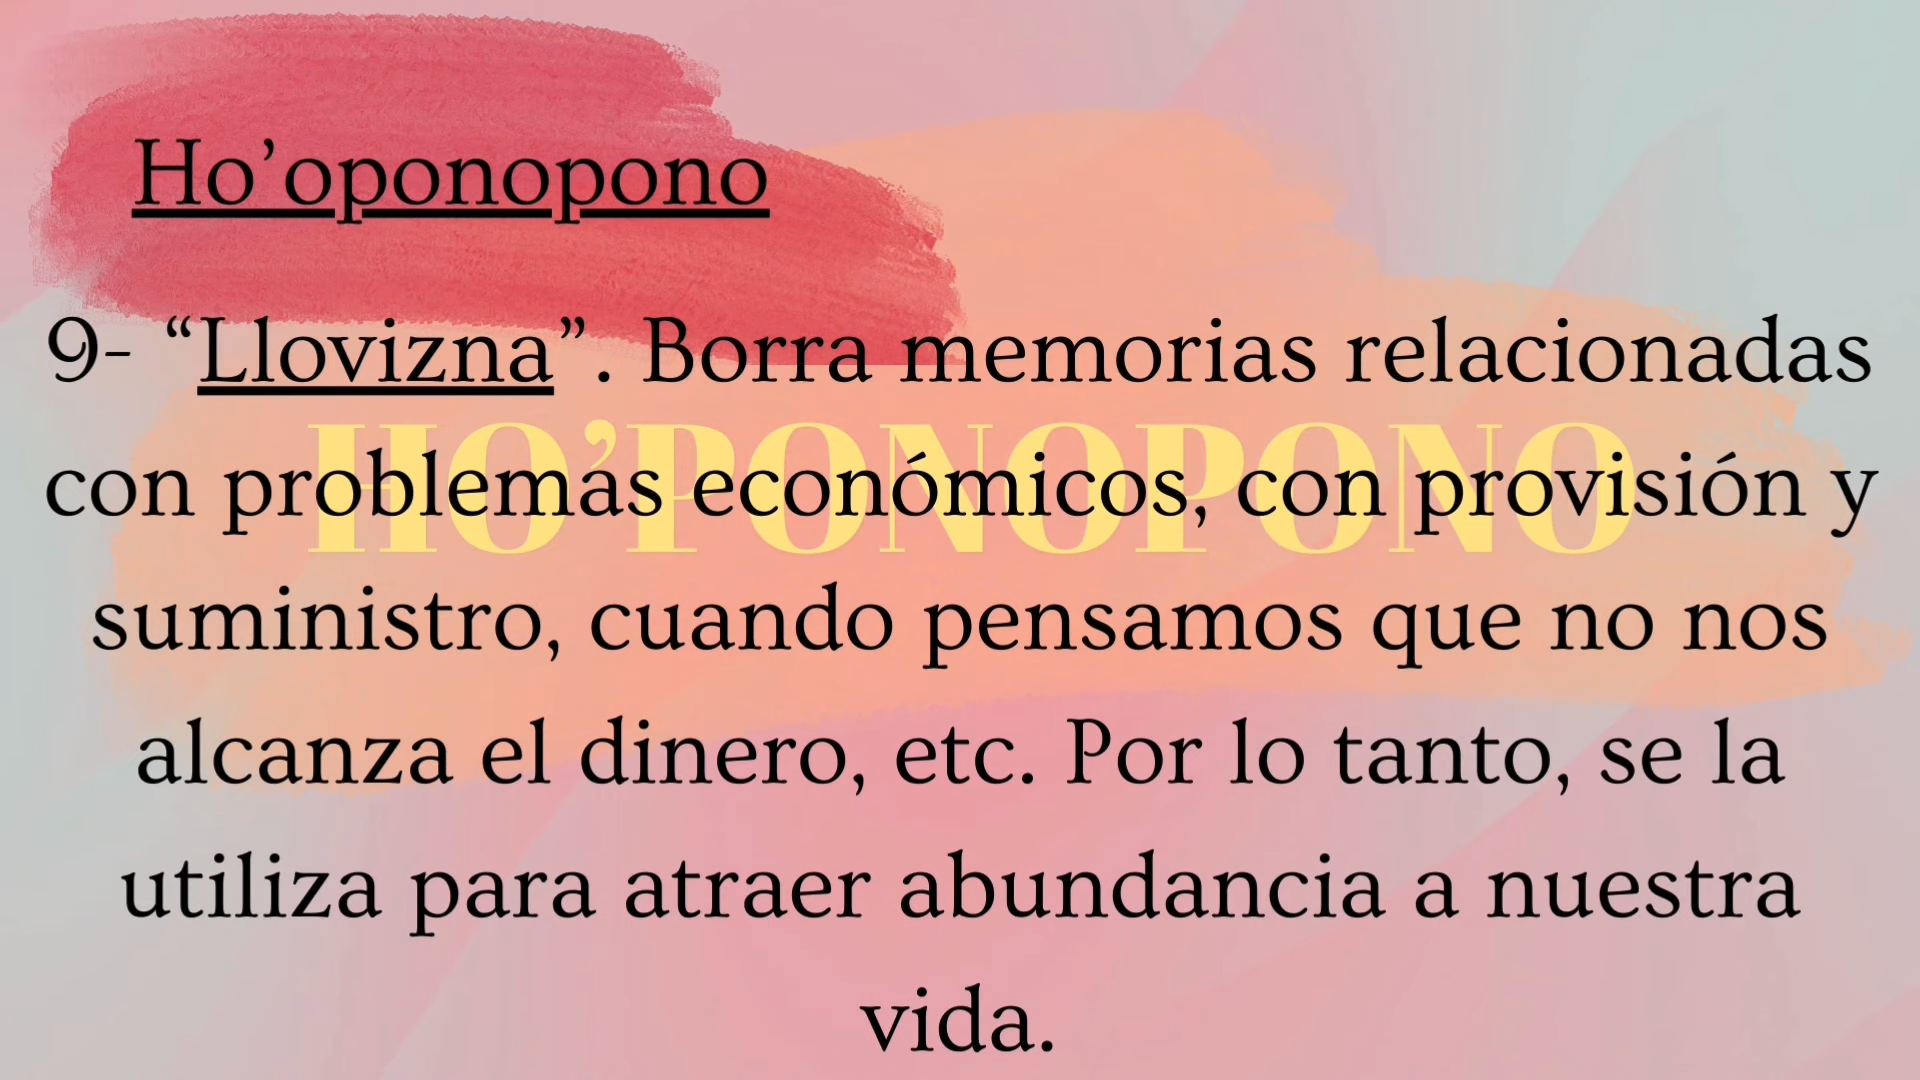 Ho’oponopono
9- “Llovizna”. Borra memorias relacionadas
HO’PONOPONO
con problemas económicos, con provisión y
suministro, cuando pensamos que no nos
alcanza el dinero, etc. Por lo tanto, se la
utiliza para atraer abundancia a nuestra
vida.